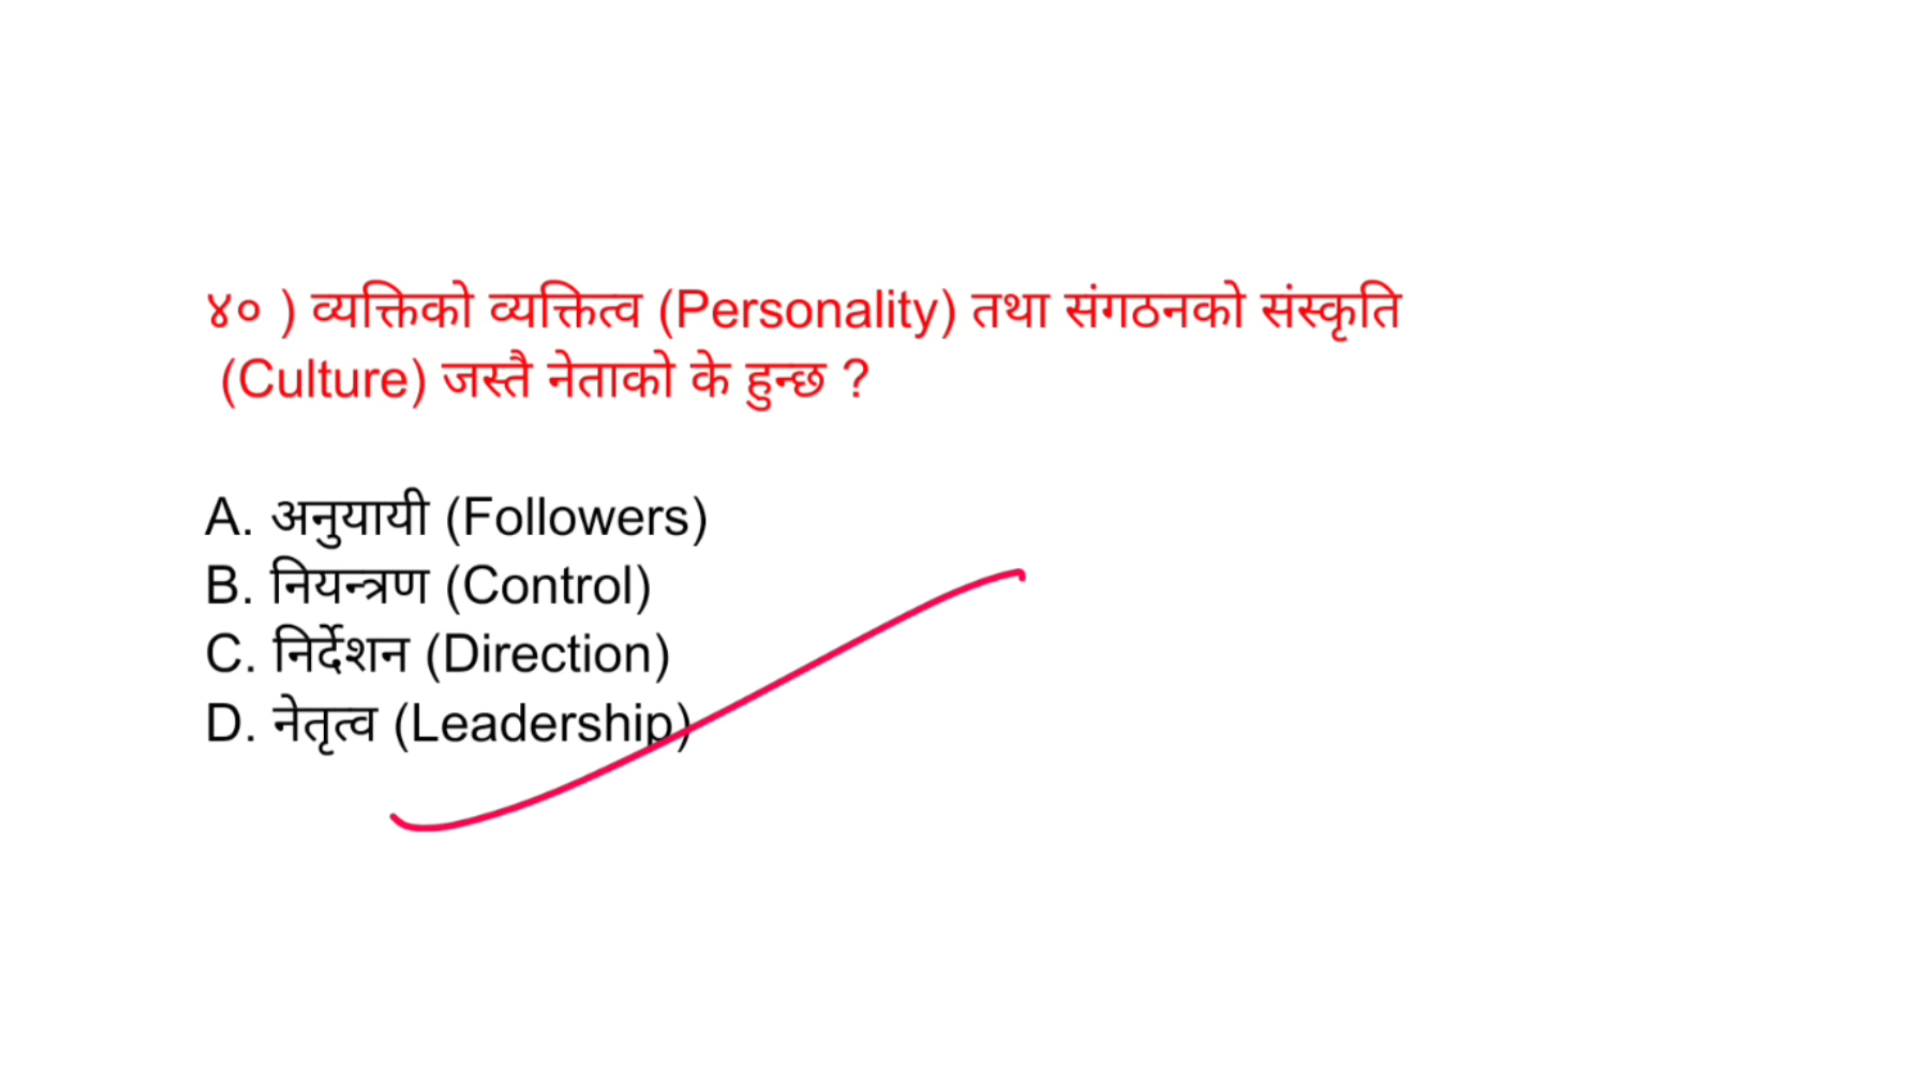 ४० ) व्यक्तिको व्यक्तित्व (Personality) तथा संगठनको संस्कृति
(Culture) जस्तै नेताको के हुन्छ ?
A. अनुयायी (Followers)
B. नियन्त्रण (Control)
C. निर्देशन (Direction)
D. नेतृत्व (Leadership)